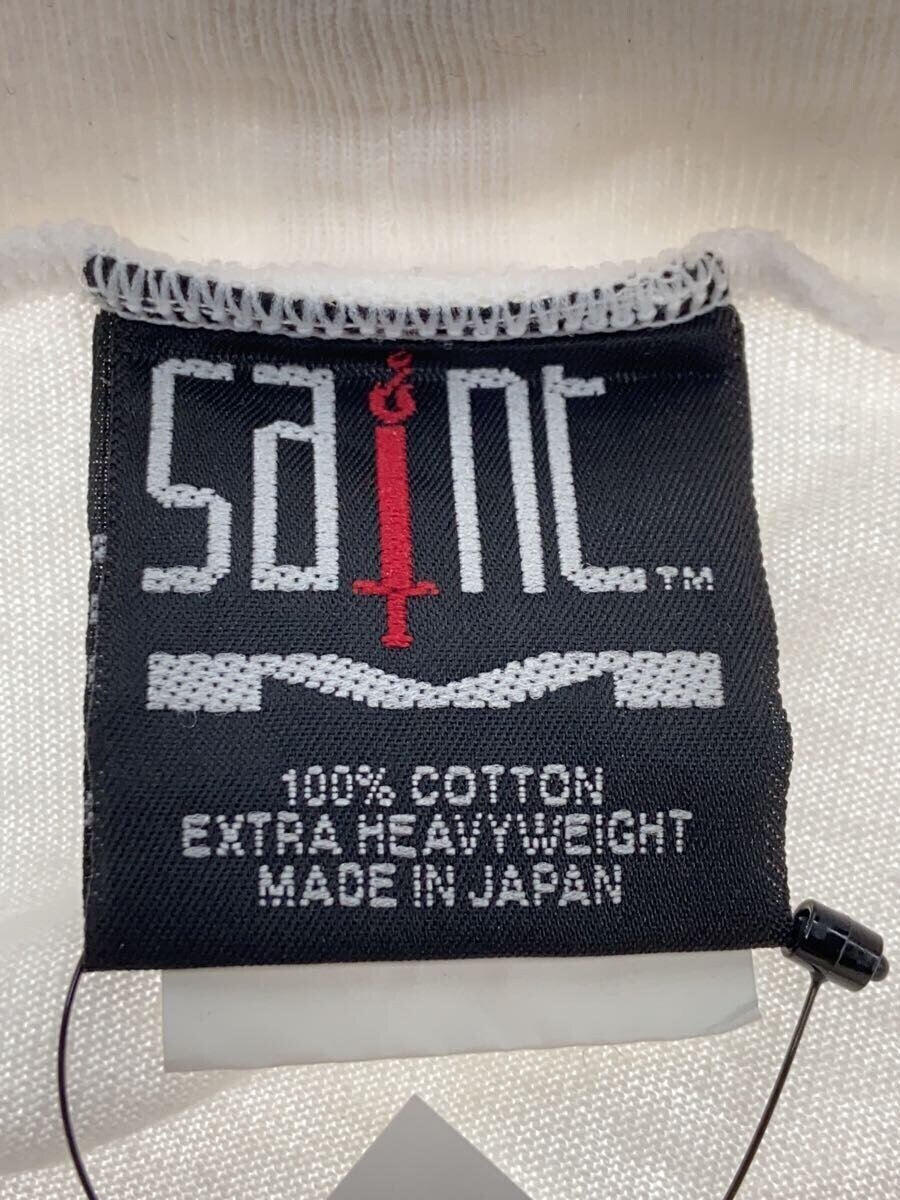 saint™
100% COTTON
EXTRA HEAVYWEIGHT
MADE IN JAPAN